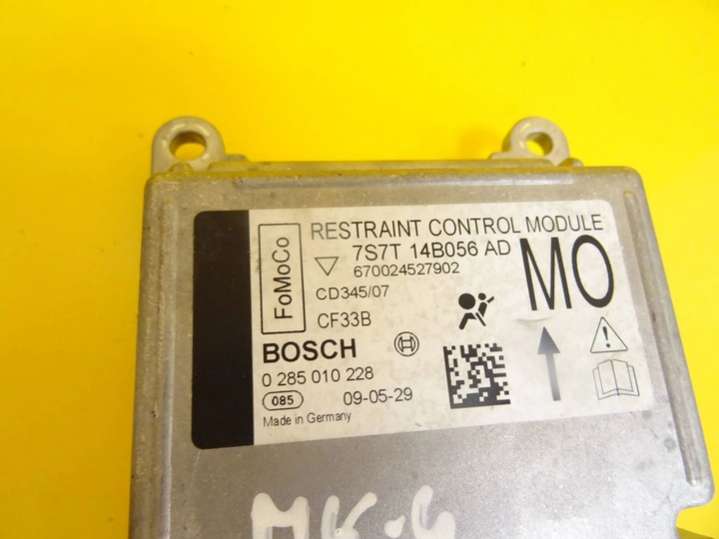 FoMoCo
RESTRAINT CONTROL MODULE
7S7T 14B056 AD
670024527902
CD345/07
CF33B
MO
BOSCH
0 285 010 228
085 09-05-29
Made in Germany
MK-4